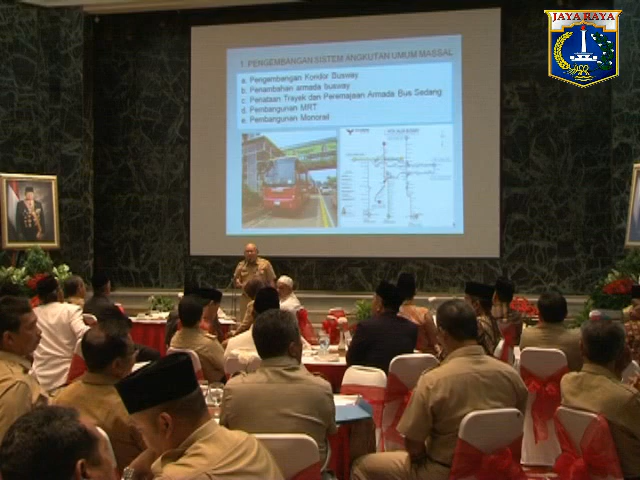 JAYA RAYA
1. PENGEMBANGAN SISTEM ANGKUTAN UMUM MASSAL
a. Pengembangan Koridor Busway
b. Penambahan armada busway
c. Penataan Trayek dan Peremajaan Armada Bus Sedang
d. Pembangunan MRT
e. Pembangunan Monorail